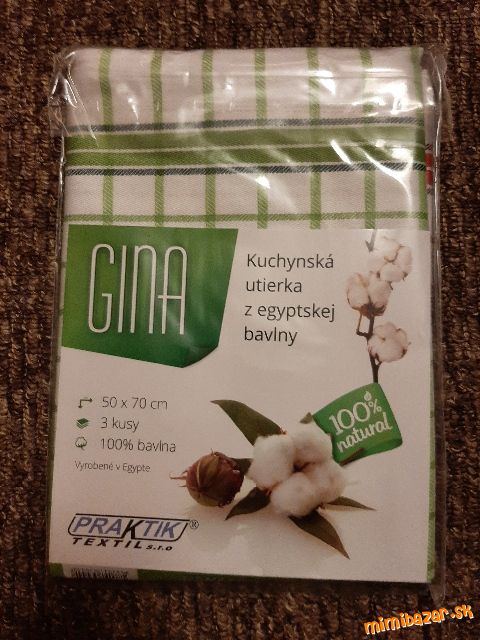 GINA
Kuchynská
utierka
z egyptskej
bavlny
50 x 70 cm
3 kusy
100% bavlna
Vyrobené v Egypte
100%
natural
PRAKTIK®
TEXTIL s.r.o
mimibazar.sk